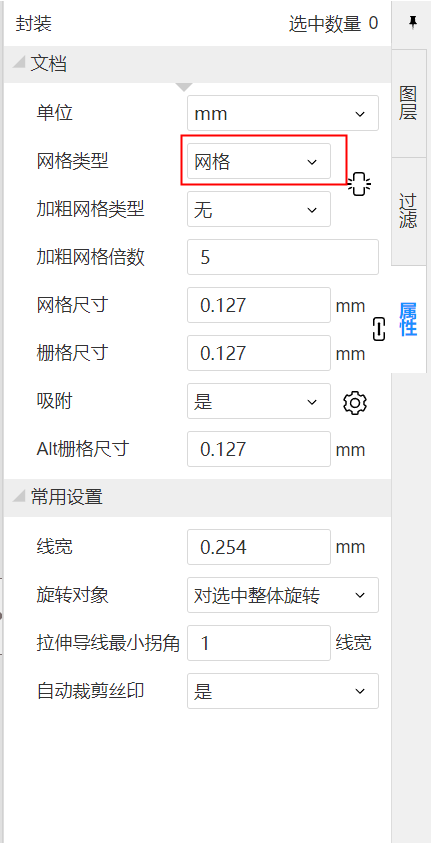 封装 选中数量 0
文档
单位 mm
网格类型 网格
加粗网格类型 无
加粗网格倍数 5
网格尺寸 0.127 mm
栅格尺寸 0.127 mm
吸附 是
Alt栅格尺寸 0.127 mm
常用设置
线宽 0.254 mm
旋转对象 对选中整体旋转
拉伸导线最小拐角 1 线宽
自动裁剪丝印 是
图层
过滤
属性